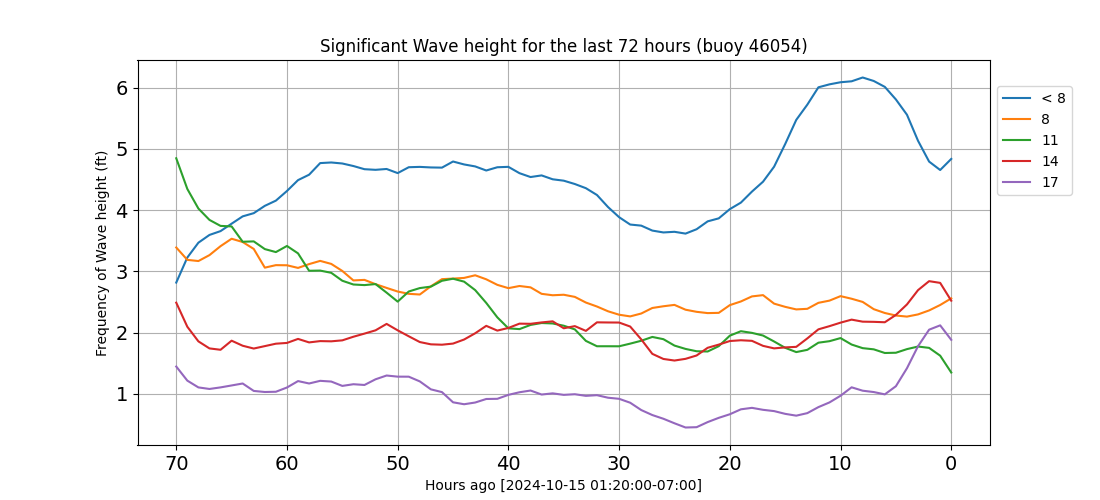 Significant Wave height for the last 72 hours (buoy 46054)
Frequency of Wave height (ft)
6
5
4
3
2
1
70 60 50 40 30 20 10 0
Hours ago [2024-10-15 01:20:00-07:00]
< 8
8
11
14
17